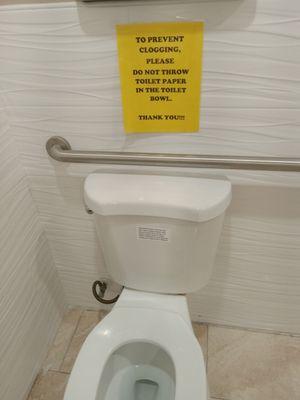 TO PREVENT
CLOGGING,
PLEASE
DO NOT THROW
TOILET PAPER
IN THE TOILET
BOWL.
THANK YOU!!!